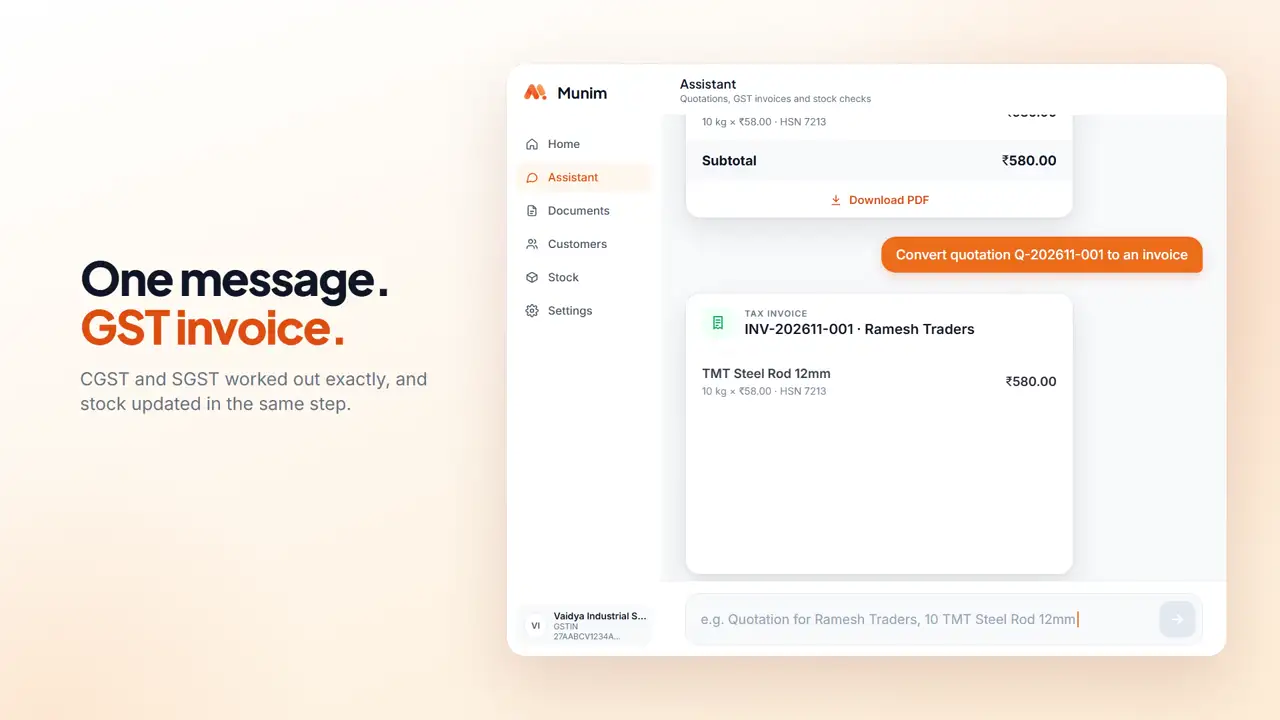 One message.
GST invoice.
CGST and SGST worked out exactly, and
stock updated in the same step.
Munim
Home
Assistant
Documents
Customers
Stock
Settings
Vaidya Industrial S...
GSTIN
27AABCV1234A...
Assistant
Quotations, GST invoices and stock checks
10 kg × ₹58.00 · HSN 7213
Subtotal ₹580.00
Download PDF
Convert quotation Q-202611-001 to an invoice
TAX INVOICE
INV-202611-001 · Ramesh Traders
TMT Steel Rod 12mm
10 kg × ₹58.00 · HSN 7213
₹580.00
e.g. Quotation for Ramesh Traders, 10 TMT Steel Rod 12mm
VI